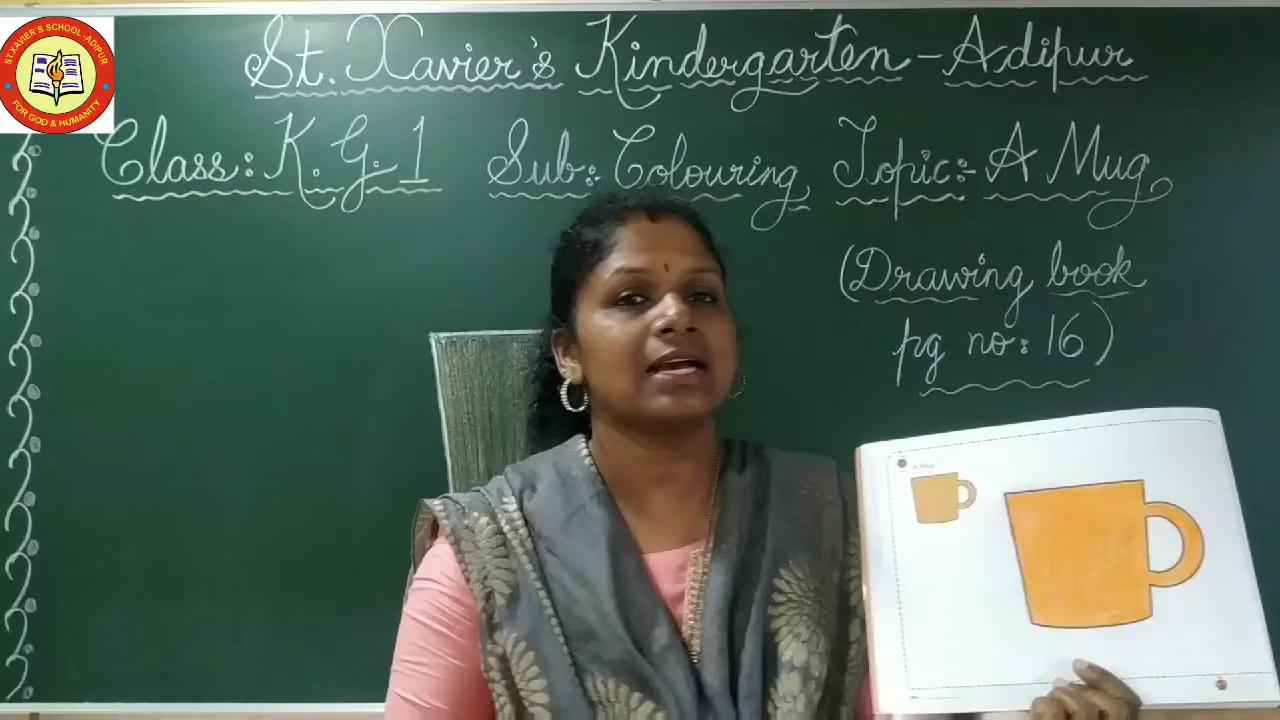 ST.XAVIER'S SCHOOL-ADIPUR
FOR GOD & HUMANITY
St. Xavier's Kindergarten - Adipur
Class: K.G.1 Sub: Colouring Topic:- A Mug
(Drawing book
pg no: 16)
A Mug